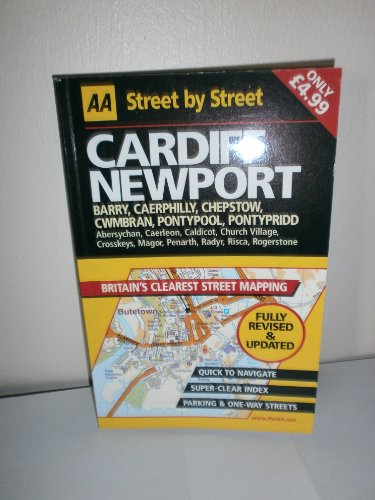 ONLY
£4.99
AA Street by Street
CARDIFF
NEWPORT
BARRY, CAERPHILLY, CHEPSTOW,
CWMBRAN, PONTYPOOL, PONTYPRIDD
Abersychan, Caerleon, Caldicot, Church Village,
Crosskeys, Magor, Penarth, Radyr, Risca, Rogerstone
BRITAIN'S CLEAREST STREET MAPPING
Butetown
FULLY
REVISED
&
UPDATED
QUICK TO NAVIGATE
SUPER-CLEAR INDEX
PARKING & ONE-WAY STREETS
www.theAA.com